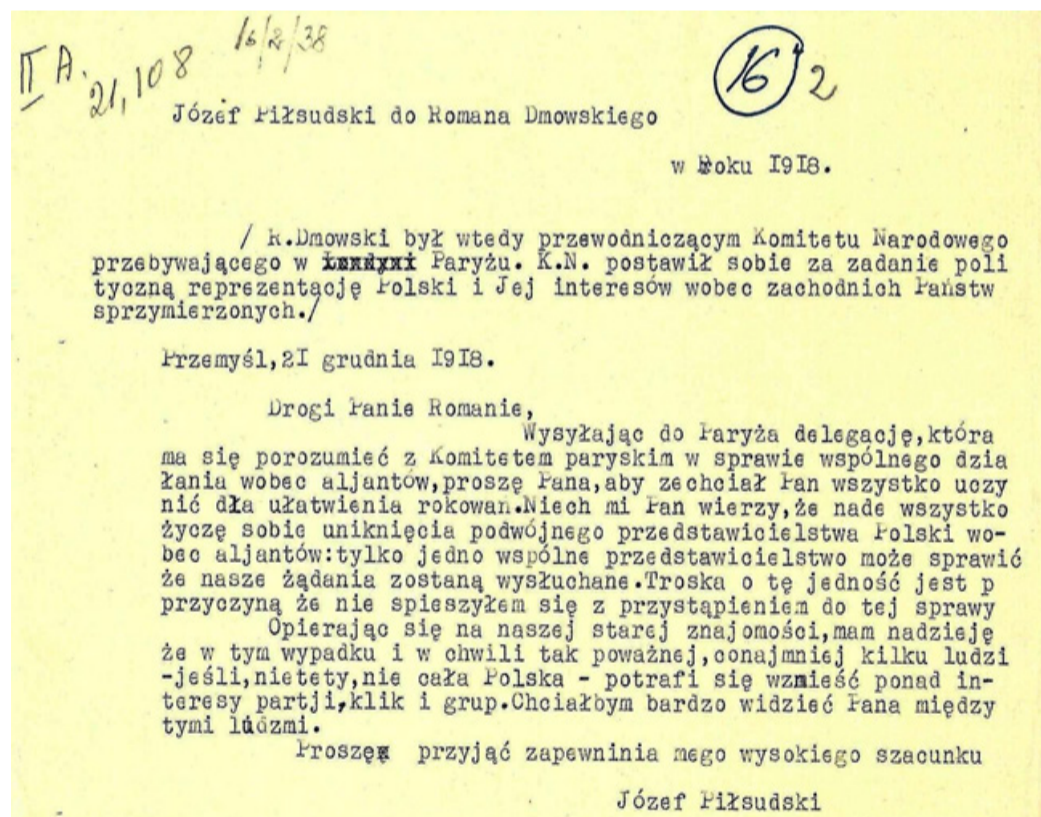 II A. 21,108
16/2/38
16 2
Józef Piłsudski do Romana Dmowskiego
w Roku 1918.
/ R.Dmowski był wtedy przewodniczącym Komitetu Narodowego
przebywającego w Paryżu. K.N. postawił sobie za zadanie poli
tyczną reprezentację Polski i Jej interesów wobec zachodnich Państw
sprzymierzonych./
Przemyśl,21 grudnia 1918.
Drogi Panie Romanie,
Wysyłając do Paryża delegację,która
ma się porozumieć z Komitetem paryskim w sprawie wspólnego dzia
łania wobec aljantów,proszę Pana,aby zechciał Pan wszystko uczy
nić dła ułatwienia rokowań.Niech mi Pan wierzy,że nade wszystko
życzę sobie uniknięcia podwójnego przedstawicielstwa Polski wo-
bec aljantów:tylko jedno wspólne przedstawicielstwo może sprawić
że nasze żądania zostaną wysłuchane.Troska o tę jedność jest p
przyczyną że nie spieszyłem się z przystąpieniem do tej sprawy
Opierając się na naszej starej znajomości,mam nadzieję
że w tym wypadku i w chwili tak poważnej,conajmniej kilku ludzi
-jeśli,nietety,nie cała Polska - potrafi się wznieść ponad in-
teresy partji,klik i grup.Chciałbym bardzo widzieć Pana między
tymi ludzmi.
Proszę przyjąć zapewninia mego wysokiego szacunku
Józef Piłsudski